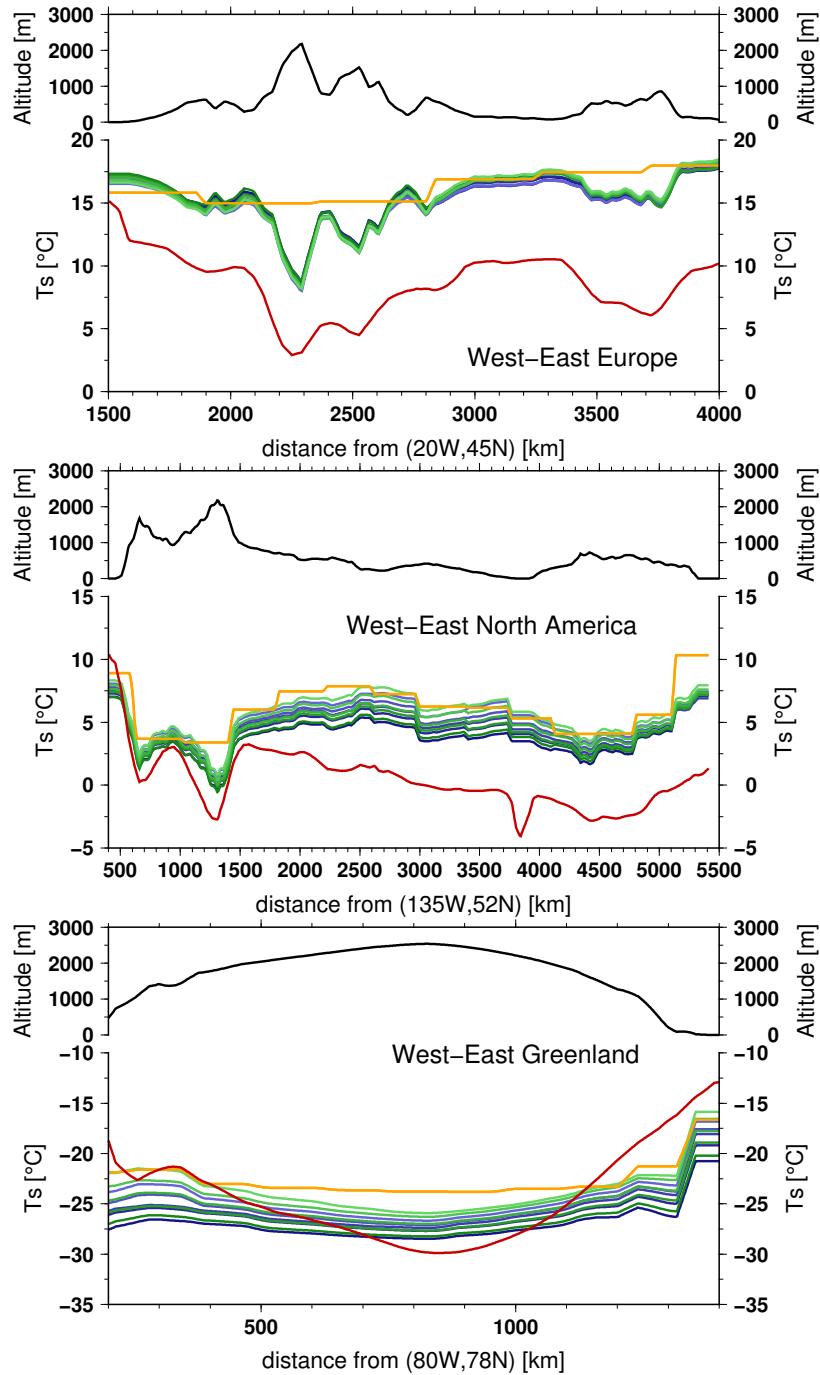 3000 3000
Altitude [m] Altitude [m]
2000 2000
1000 1000
0 0
20 20
15 15
Ts [°C] Ts [°C]
10 10
5 5
West−East Europe
0 0
1500 2000 2500 3000 3500 4000
distance from (20W,45N) [km]
3000 3000
Altitude [m] Altitude [m]
2000 2000
1000 1000
0 0
15 15
West−East North America
10 10
Ts [°C] Ts [°C]
5 5
0 0
−5 −5
500 1000 1500 2000 2500 3000 3500 4000 4500 5000 5500
distance from (135W,52N) [km]
3000 3000
Altitude [m] Altitude [m]
2000 2000
1000 1000
0 0
−10 −10
West−East Greenland
−15 −15
Ts [°C] Ts [°C]
−20 −20
−25 −25
−30 −30
−35 −35
500 1000
distance from (80W,78N) [km]